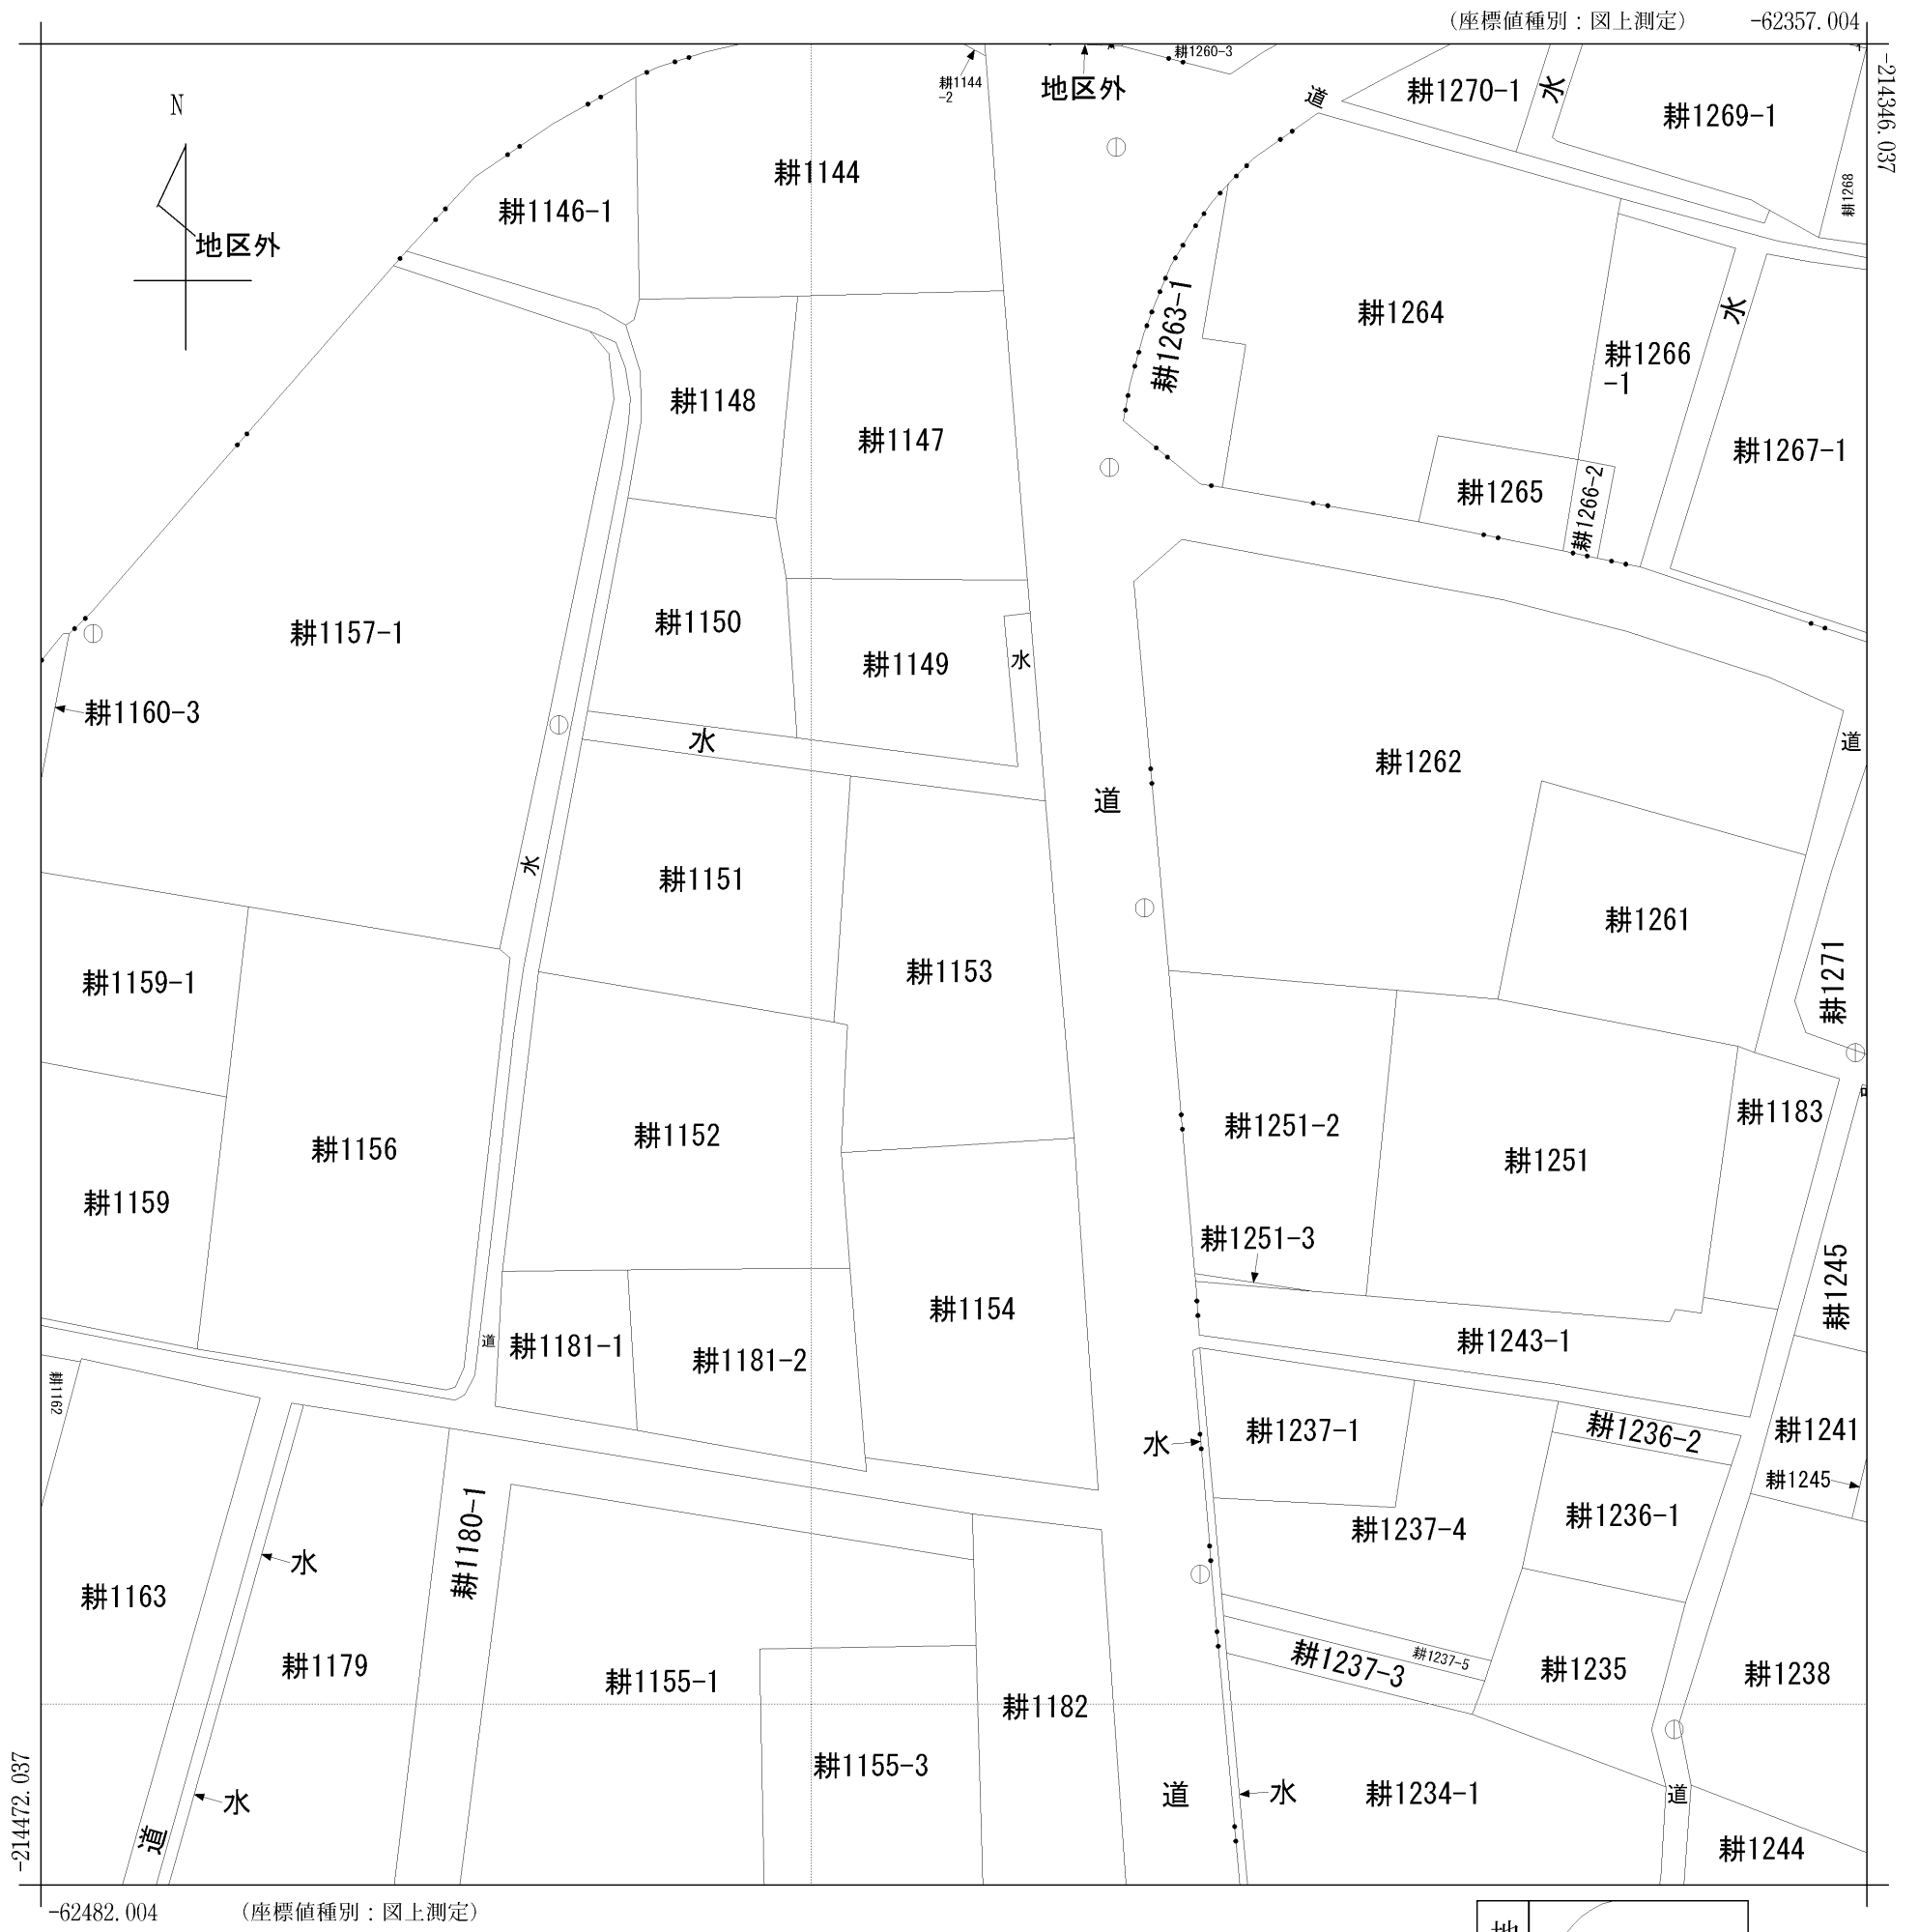 （座標値種別：図上測定）
-62357.004
-214346.037
N
地区外
耕1144
-2
地区外
耕1260-3
道
耕1270-1
水
耕1269-1
耕1268
耕1144
耕1146-1
耕1263-1
耕1264
耕1266
-1
水
耕1267-1
耕1148
耕1147
耕1265
耕1266-2
耕1157-1
耕1150
耕1149
水
耕1160-3
水
耕1262
道
道
水
耕1151
耕1261
耕1159-1
耕1153
耕1271
耕1183
耕1156
耕1152
耕1251-2
耕1251
耕1159
耕1251-3
耕1245
耕1154
道
耕1181-1
耕1181-2
耕1243-1
耕1162
水
耕1237-1
耕1236-2
耕1241
耕1245
耕1180-1
耕1237-4
耕1236-1
水
耕1163
耕1179
耕1155-1
耕1237-3
耕1237-5
耕1235
耕1238
耕1182
耕1155-3
水
道
道
水
耕1234-1
道
耕1244
-214472.037
-62482.004
（座標値種別：図上測定）
地